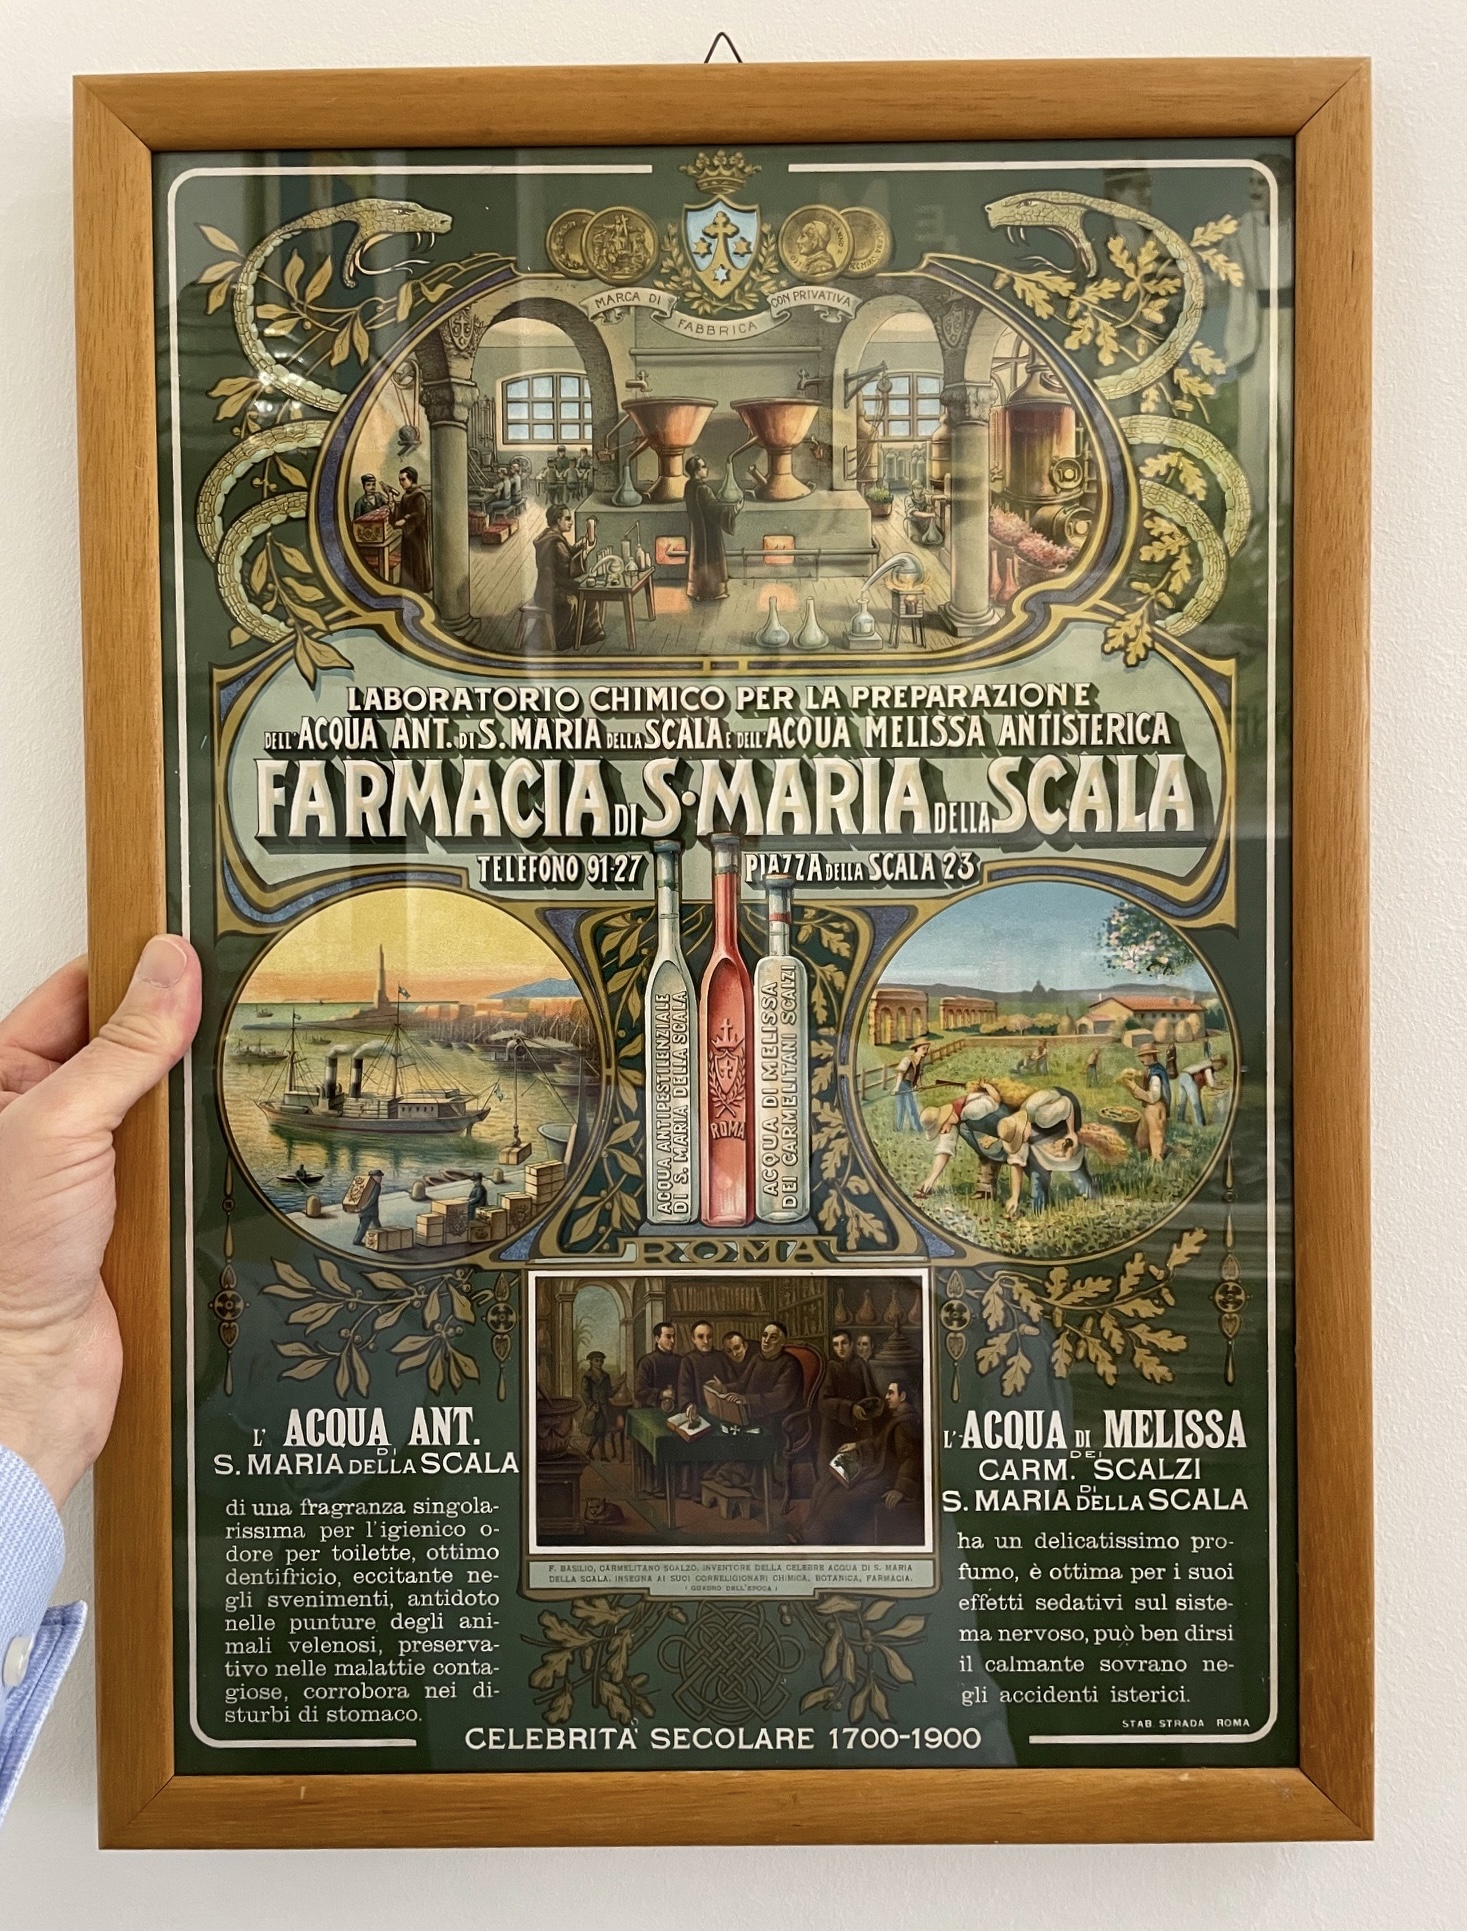 MARCA DI FABBRICA CON PRIVATIVA
LABORATORIO CHIMICO PER LA PREPARAZIONE
DELL'ACQUA ANT. DI S. MARIA DELLA SCALA E DELL'ACQUA MELISSA ANTISTERICA
FARMACIA DI S. MARIA DELLA SCALA
TELEFONO 91-27
PIAZZA DELLA SCALA 23
ACQUA ANTIPESTILENZIALE
DI S. MARIA DELLA SCALA
ROMA
ACQUA DI MELISSA
DEI CARMELITANI SCALZI
ROMA
L'ACQUA ANT.
DI
S. MARIA DELLA SCALA
di una fragranza singola-
rissima per l'igienico o-
dore per toilette, ottimo
dentifricio, eccitante ne-
gli svenimenti, antidoto
nelle punture degli ani-
mali velenosi, preserva-
tivo nelle malattie conta-
giose, corrobora nei di-
sturbi di stomaco.
F. BASILIO, CARMELITANO SCALZO, INVENTORE DELLA CELEBRE ACQUA DI S. MARIA
DELLA SCALA, INSEGNA AI SUOI CORRELIGIONARI CHIMICA, BOTANICA, FARMACIA.
(QUADRO DELL'EPOCA)
L'ACQUA DI MELISSA
DEI
CARM. SCALZI
DI
S. MARIA DELLA SCALA
ha un delicatissimo pro-
fumo, è ottima per i suoi
effetti sedativi sul siste-
ma nervoso, può ben dirsi
il calmante sovrano ne-
gli accidenti isterici.
STAB. STRADA ROMA
CELEBRITA' SECOLARE 1700-1900